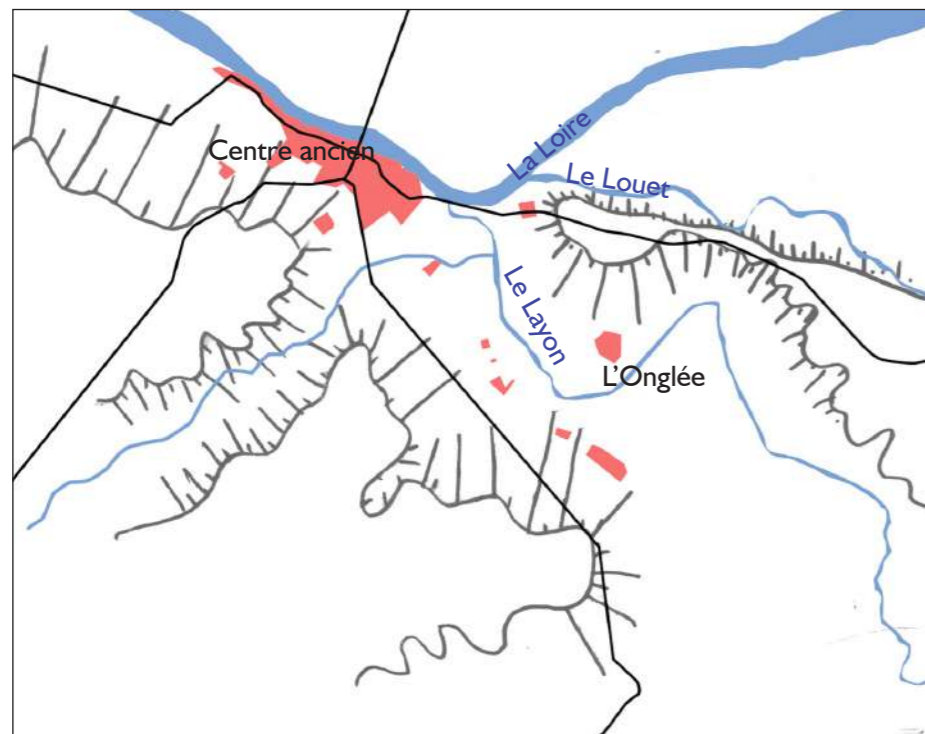 La Loire
Centre ancien
Le Louet
Le Layon
L'Onglée